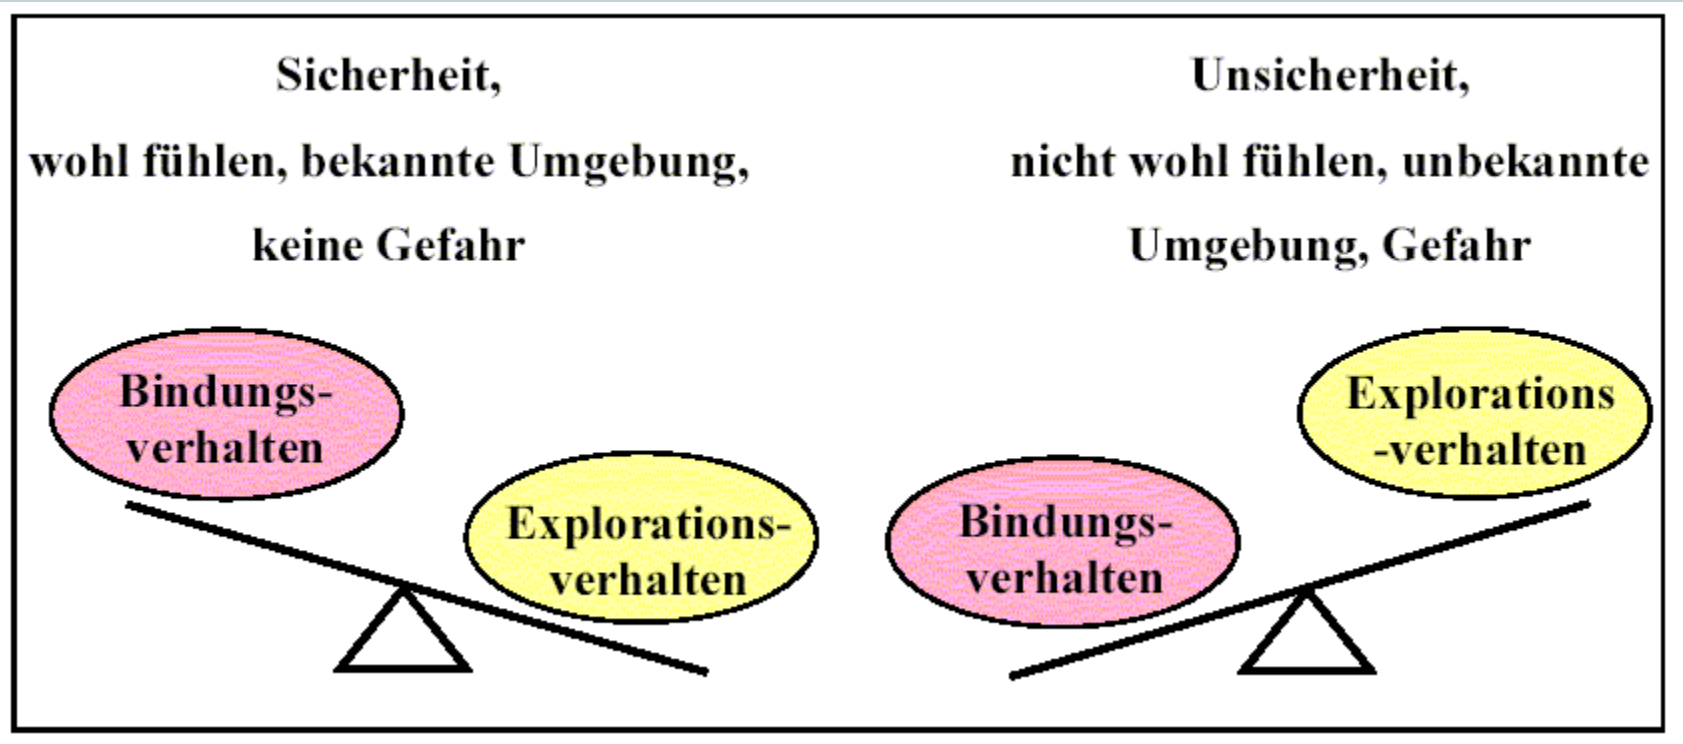 Sicherheit,
wohl fühlen, bekannte Umgebung,
keine Gefahr
Bindungs-
verhalten
Explorations-
verhalten
Unsicherheit,
nicht wohl fühlen, unbekannte
Umgebung, Gefahr
Bindungs-
verhalten
Explorations
-verhalten